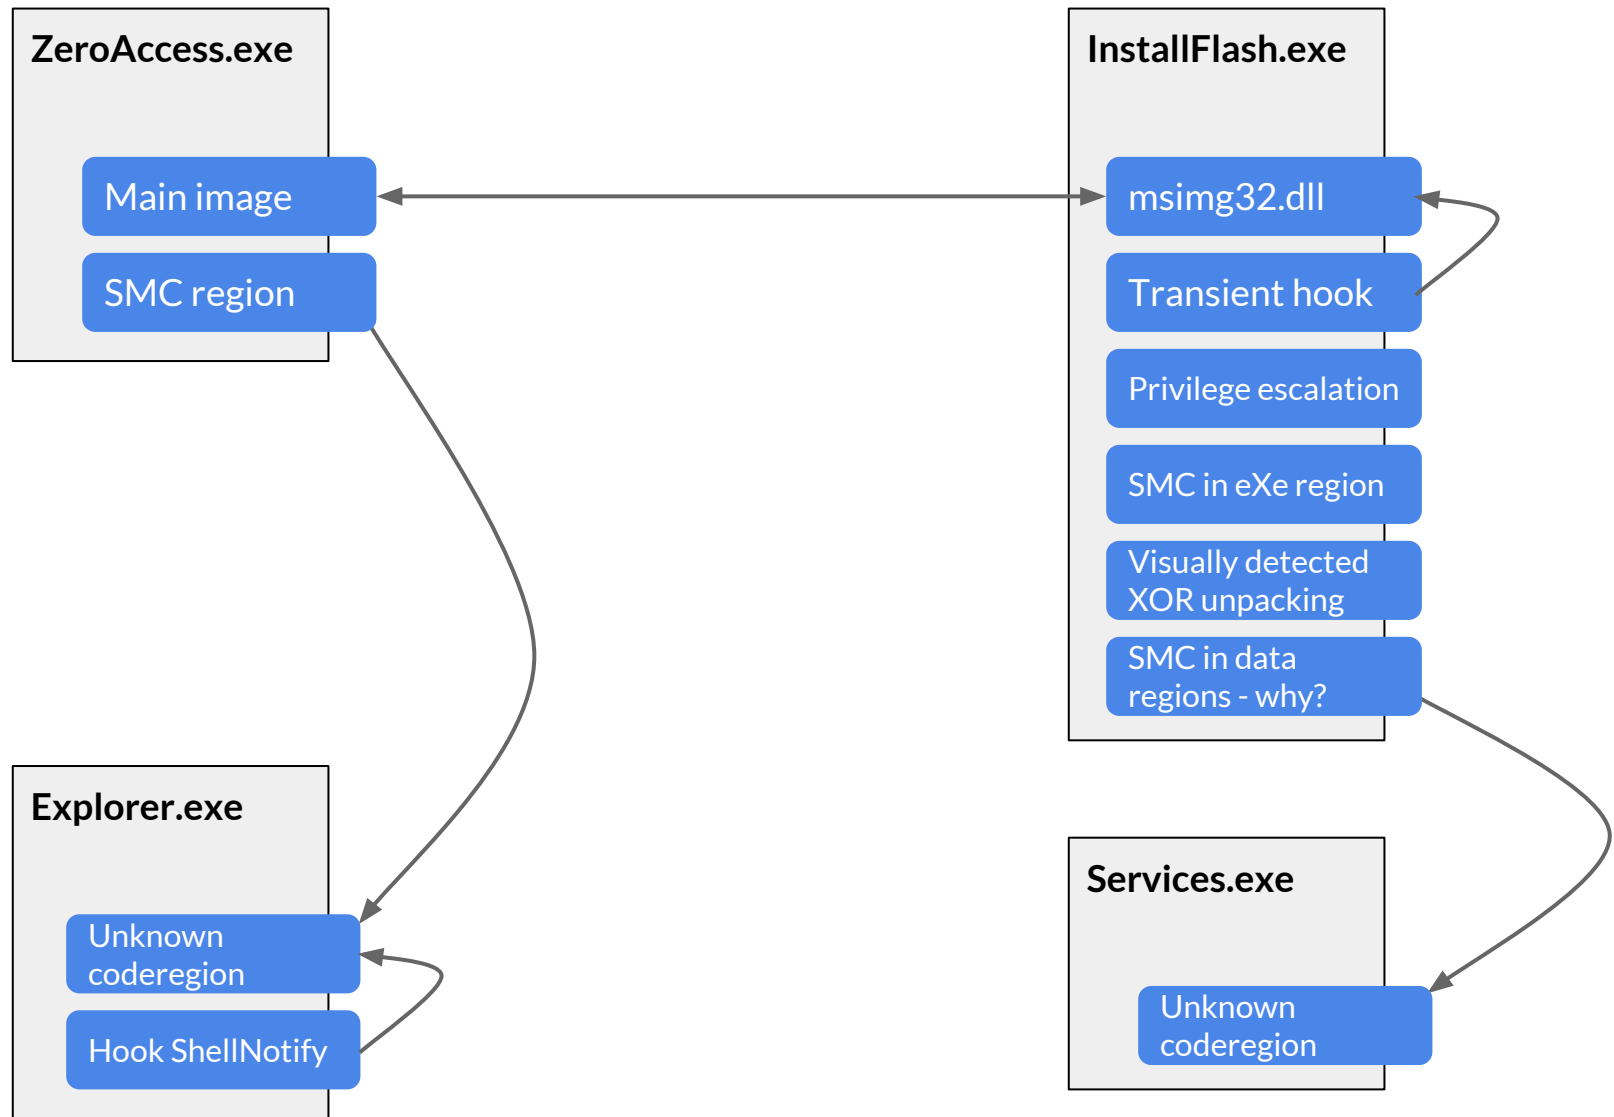 ZeroAccess.exe
Main image
SMC region
InstallFlash.exe
msimg32.dll
Transient hook
Privilege escalation
SMC in eXe region
Visually detected
XOR unpacking
SMC in data
regions - why?
Explorer.exe
Unknown
coderegion
Hook ShellNotify
Services.exe
Unknown
coderegion